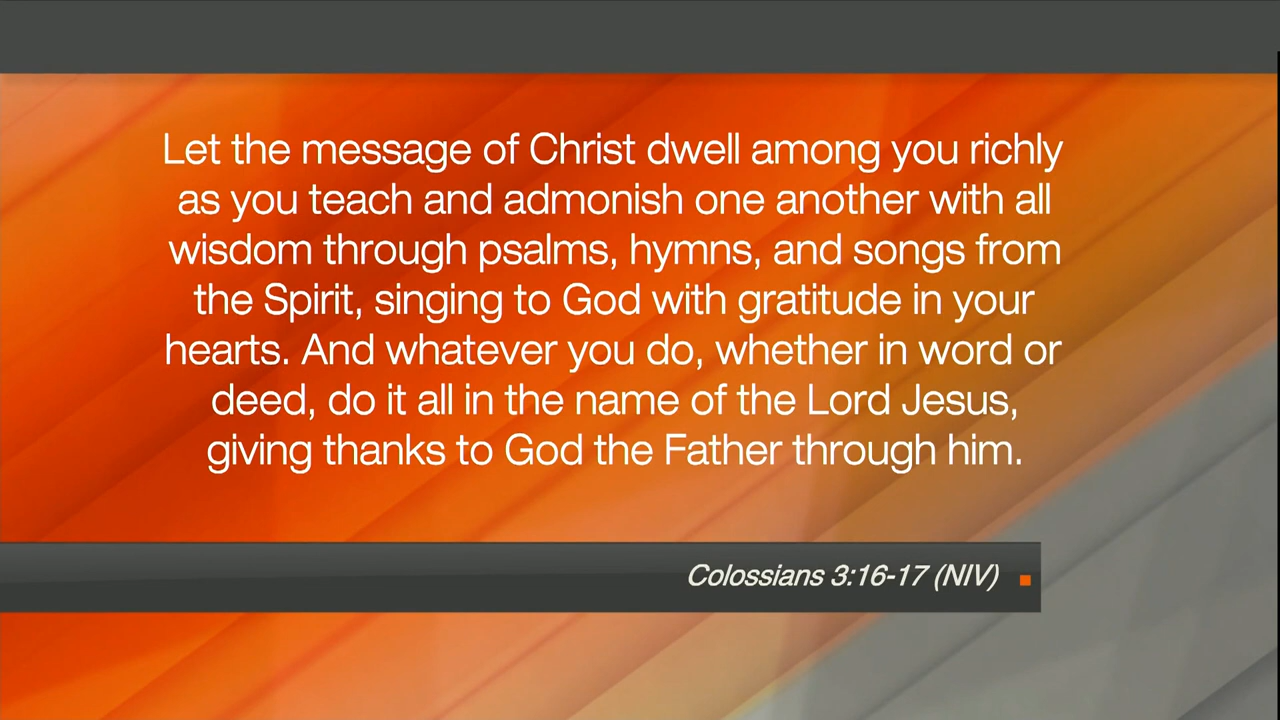 Let the message of Christ dwell among you richly
as you teach and admonish one another with all
wisdom through psalms, hymns, and songs from
the Spirit, singing to God with gratitude in your
hearts. And whatever you do, whether in word or
deed, do it all in the name of the Lord Jesus,
giving thanks to God the Father through him.
Colossians 3:16-17 (NIV)